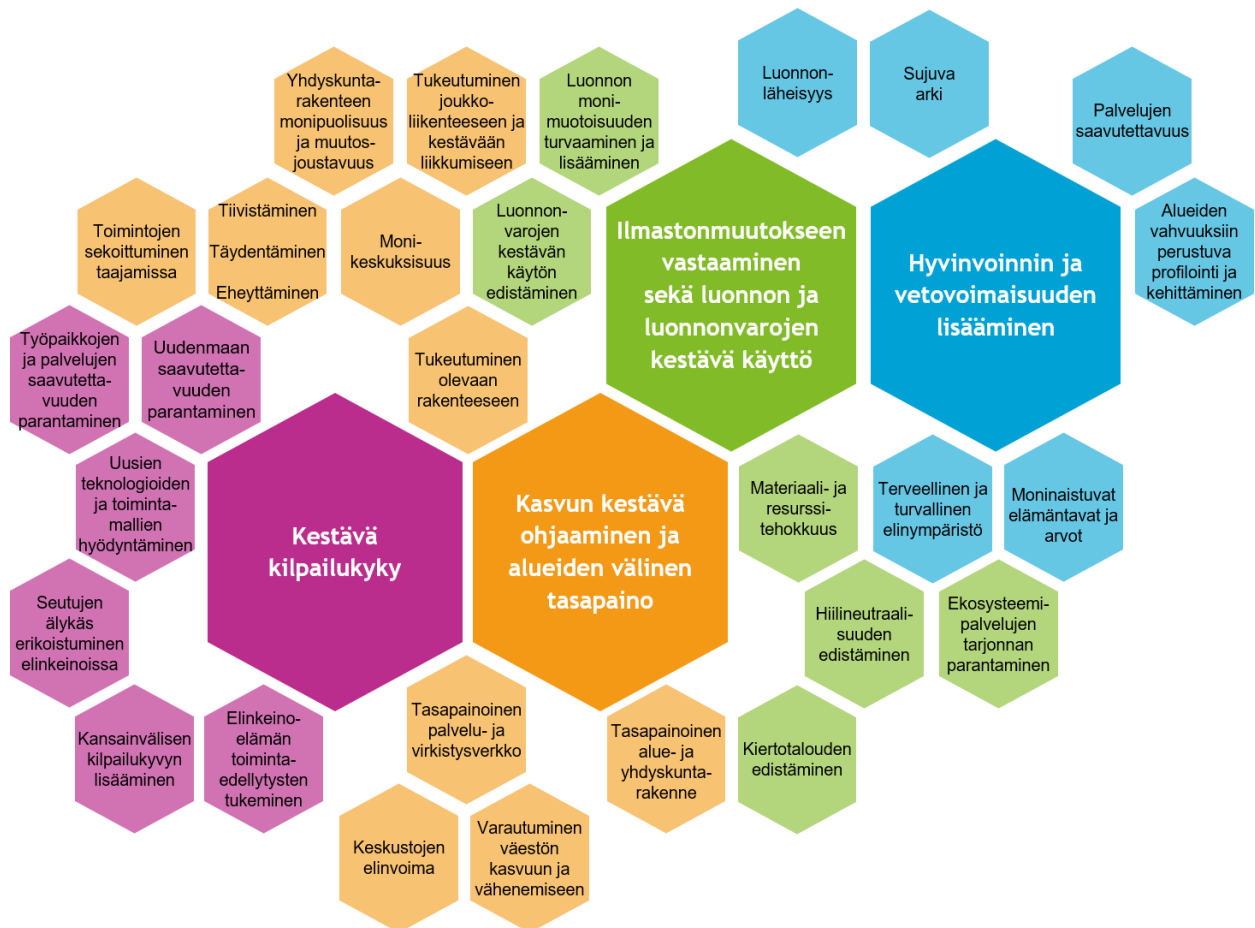 Luonnon-
läheisyys
Sujuva
arki
Palvelujen
saavutettavuus
Yhdyskunta-
rakenteen
monipuolisuus
ja muutos-
joustavuus
Tukeutuminen
joukko-
liikenteeseen ja
kestävään
liikkumiseen
Luonnon
moni-
muotoisuuden
turvaaminen ja
lisääminen
Toimintojen
sekoittuminen
taajamissa
Tiivistäminen
Täydentäminen
Eheyttäminen
Moni-
keskuksisuus
Luonnon-
varojen
kestävän
käytön
edistäminen
Ilmastonmuutokseen
vastaaminen
sekä luonnon ja
luonnonvarojen
kestävä käyttö
Hyvinvoinnin ja
vetovoimaisuuden
lisääminen
Alueiden
vahvuuksiin
perustuva
profilointi ja
kehittäminen
Työpaikkojen
ja palvelujen
saavutetta-
vuuden
parantaminen
Uudenmaan
saavutetta-
vuuden
parantaminen
Tukeutuminen
olevaan
rakenteeseen
Uusien
teknologioiden
ja toiminta-
mallien
hyödyntäminen
Kestävä
kilpailukyky
Kasvun kestävä
ohjaaminen ja
alueiden välinen
tasapaino
Materiaali- ja
resurssi-
tehokkuus
Terveellinen ja
turvallinen
elinympäristö
Moninaistuvat
elämäntavat ja
arvot
Seutujen
älykäs
erikoistuminen
elinkeinoissa
Hiilineutraali-
suuden
edistäminen
Ekosysteemi-
palvelujen
tarjonnan
parantaminen
Kansainvälisen
kilpailukyvyn
lisääminen
Elinkeino-
elämän
toiminta-
edellytysten
tukeminen
Tasapainoinen
palvelu- ja
virkistysverkko
Tasapainoinen
alue- ja
yhdyskunta-
rakenne
Kiertotalouden
edistäminen
Keskustojen
elinvoima
Varautuminen
väestön
kasvuun ja
vähenemiseen